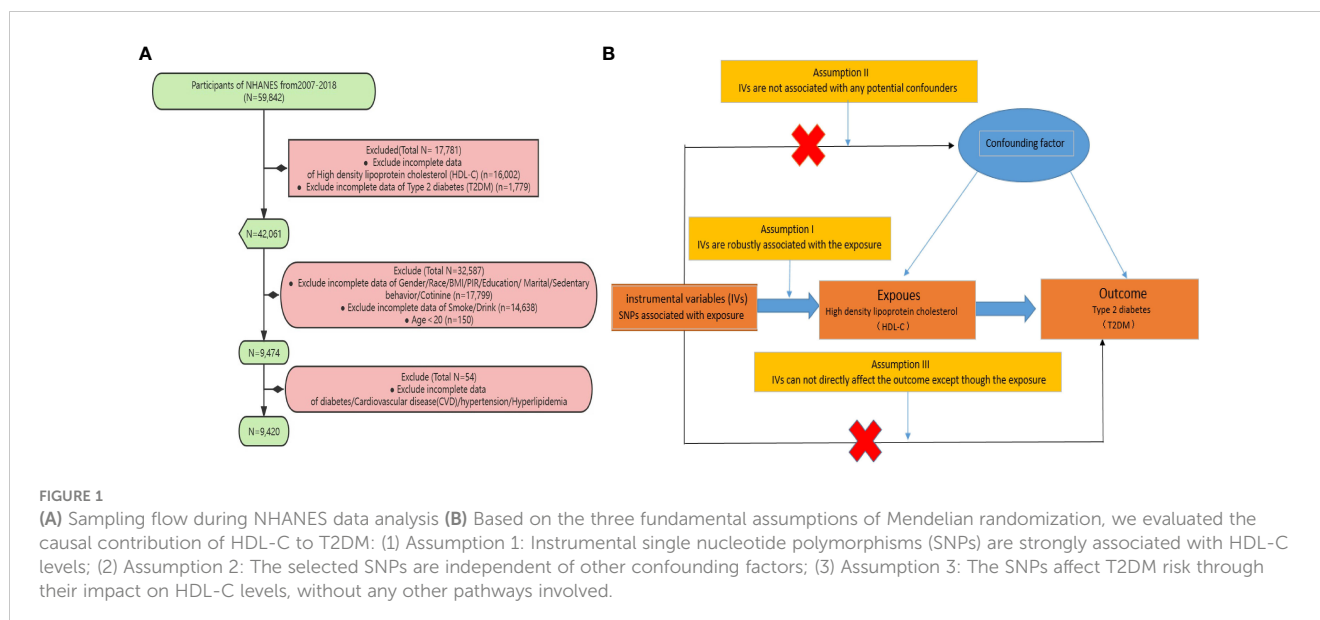 A
Participants of NHANES from2007-2018
(N=59,842)
Excluded(Total N= 17,781)
● Exclude incomplete data
of High density lipoprotein cholesterol (HDL-C) (n=16,002)
● Exclude incomplete data of Type 2 diabetes (T2DM) (n=1,779)
N=42,061
Exclude (Total N=32,587)
● Exclude incomplete data of Gender/Race/BMI/PIR/Education/ Marital/Sedentary
behavior/Cotinine (n=17,799)
● Exclude incomplete data of Smoke/Drink (n=14,638)
● Age <20 (n=150)
N=9,474
Exclude (Total N=54)
● Exclude incomplete data
of diabetes/Cardiovascular disease(CVD)/hypertension/Hyperlipidemia
N=9,420
B
Assumption II
IVs are not associated with any potential confounders
Confounding factor
Assumption I
IVs are robustly associated with the exposure
instrumental variables (IVs)
SNPs associated with exposure
Expoues
High density lipoprotein cholesterol
(HDL-C)
Outcome
Type 2 diabetes
(T2DM)
Assumption III
IVs can not directly affect the outcome except though the exposure
FIGURE 1
(A) Sampling flow during NHANES data analysis (B) Based on the three fundamental assumptions of Mendelian randomization, we evaluated the
causal contribution of HDL-C to T2DM: (1) Assumption 1: Instrumental single nucleotide polymorphisms (SNPs) are strongly associated with HDL-C
levels; (2) Assumption 2: The selected SNPs are independent of other confounding factors; (3) Assumption 3: The SNPs affect T2DM risk through
their impact on HDL-C levels, without any other pathways involved.